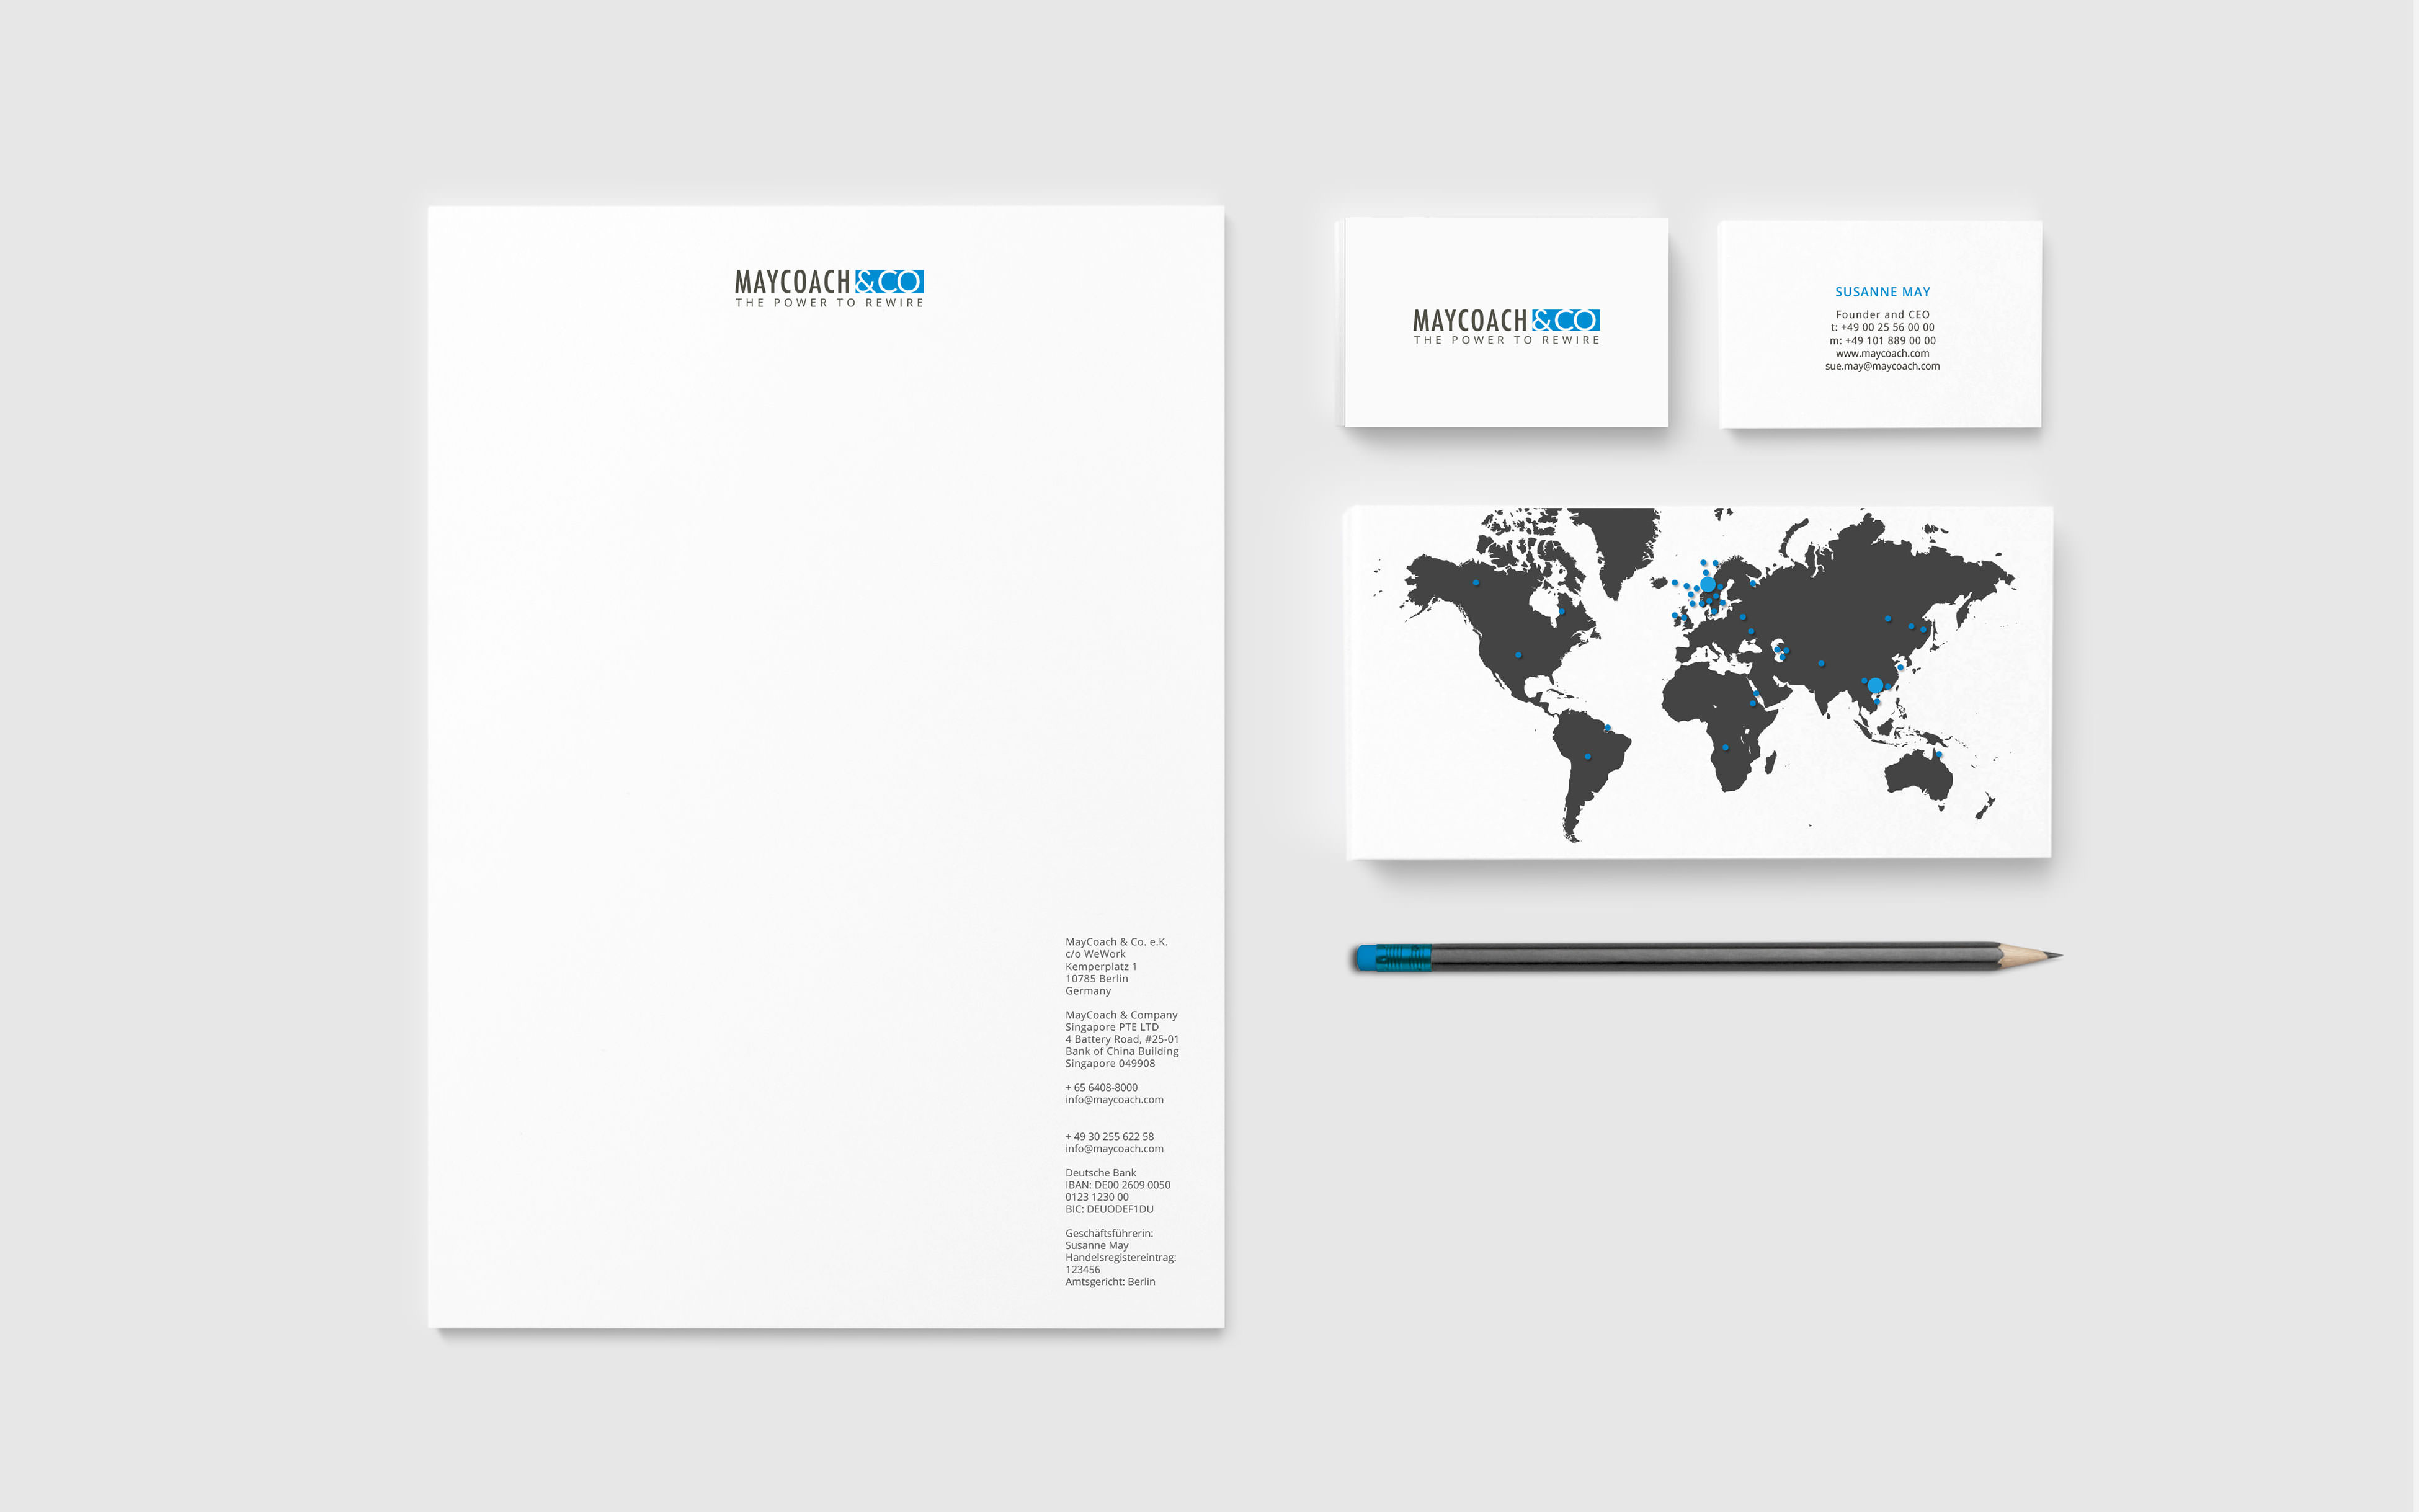 MAYCOACH &CO
THE POWER TO REWIRE
MayCoach & Co. e.K.
c/o WeWork
Kemperplatz 1
10785 Berlin
Germany
MayCoach & Company
Singapore PTE LTD
4 Battery Road, #25-01
Bank of China Building
Singapore 049908
+ 65 6408-8000
info@maycoach.com
+ 49 30 255 622 58
info@maycoach.com
Deutsche Bank
IBAN: DE00 2609 0050
0123 1230 00
BIC: DEUODEF1DU
Geschäftsführerin:
Susanne May
Handelsregistereintrag:
123456
Amtsgericht: Berlin
MAYCOACH &CO
THE POWER TO REWIRE
SUSANNE MAY
Founder and CEO
t: +49 00 25 56 00 00
m: +49 101 889 00 00
www.maycoach.com
sue.may@maycoach.com